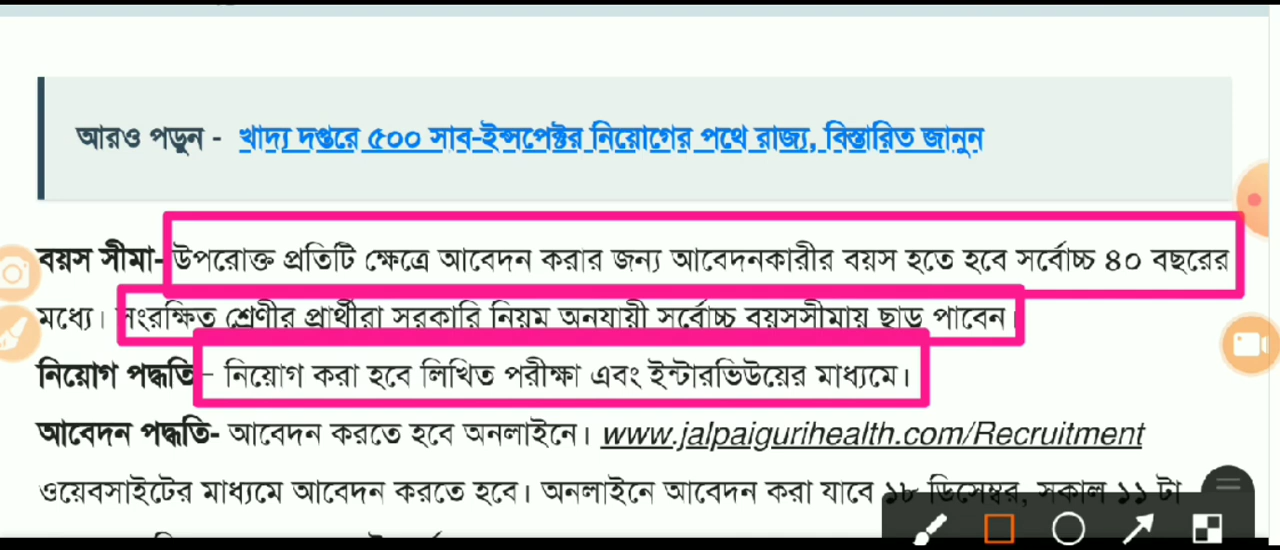 আরও পড়ুন - খাদ্য দপ্তরে ৫০০ সাব-ইন্সপেক্টর নিয়োগের পথে রাজ্য, বিস্তারিত জানুন
বয়স সীমা- উপরোক্ত প্রতিটি ক্ষেত্রে আবেদন করার জন্য আবেদনকারীর বয়স হতে হবে সর্বোচ্চ ৪০ বছরের
মধ্যে। সংরক্ষিত শ্রেণীর প্রার্থীরা সরকারি নিয়ম অনযায়ী সর্বোচ্চ বয়সসীমায় ছাড় পাবেন।
নিয়োগ পদ্ধতি - নিয়োগ করা হবে লিখিত পরীক্ষা এবং ইন্টারভিউয়ের মাধ্যমে।
আবেদন পদ্ধতি- আবেদন করতে হবে অনলাইনে। www.jalpaigurihealth.com/Recruitment
ওয়েবসাইটের মাধ্যমে আবেদন করতে হবে। অনলাইনে আবেদন করা যাবে ১৮ ডিসেম্বর, সকাল ১১ টা